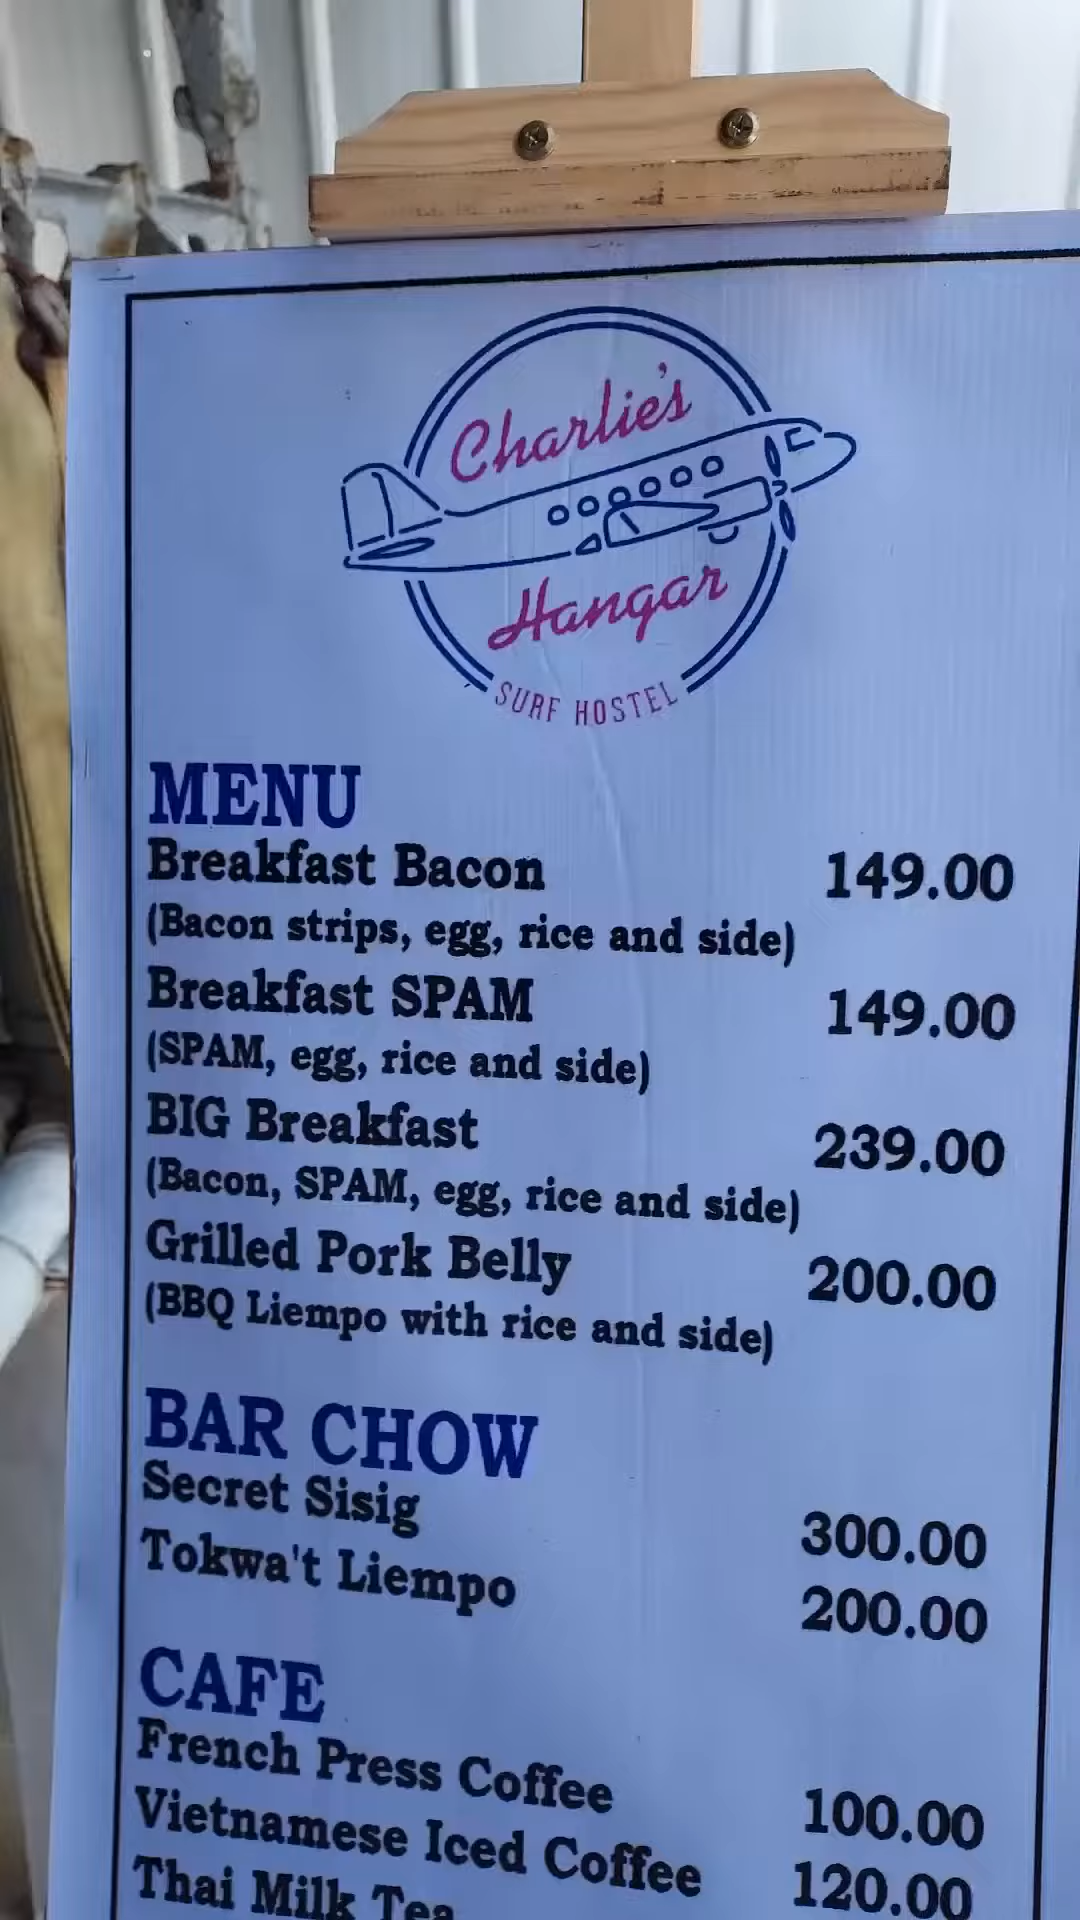 Charlie's
Hangar
SURF HOSTEL
MENU
Breakfast Bacon 149.00
(Bacon strips, egg, rice and side)
Breakfast SPAM 149.00
(SPAM, egg, rice and side)
BIG Breakfast 239.00
(Bacon, SPAM, egg, rice and side)
Grilled Pork Belly 200.00
(BBQ Liempo with rice and side)
BAR CHOW
Secret Sisig 300.00
Tokwa't Liempo 200.00
CAFE
French Press Coffee 100.00
Vietnamese Iced Coffee 120.00
Thai Milk Tea